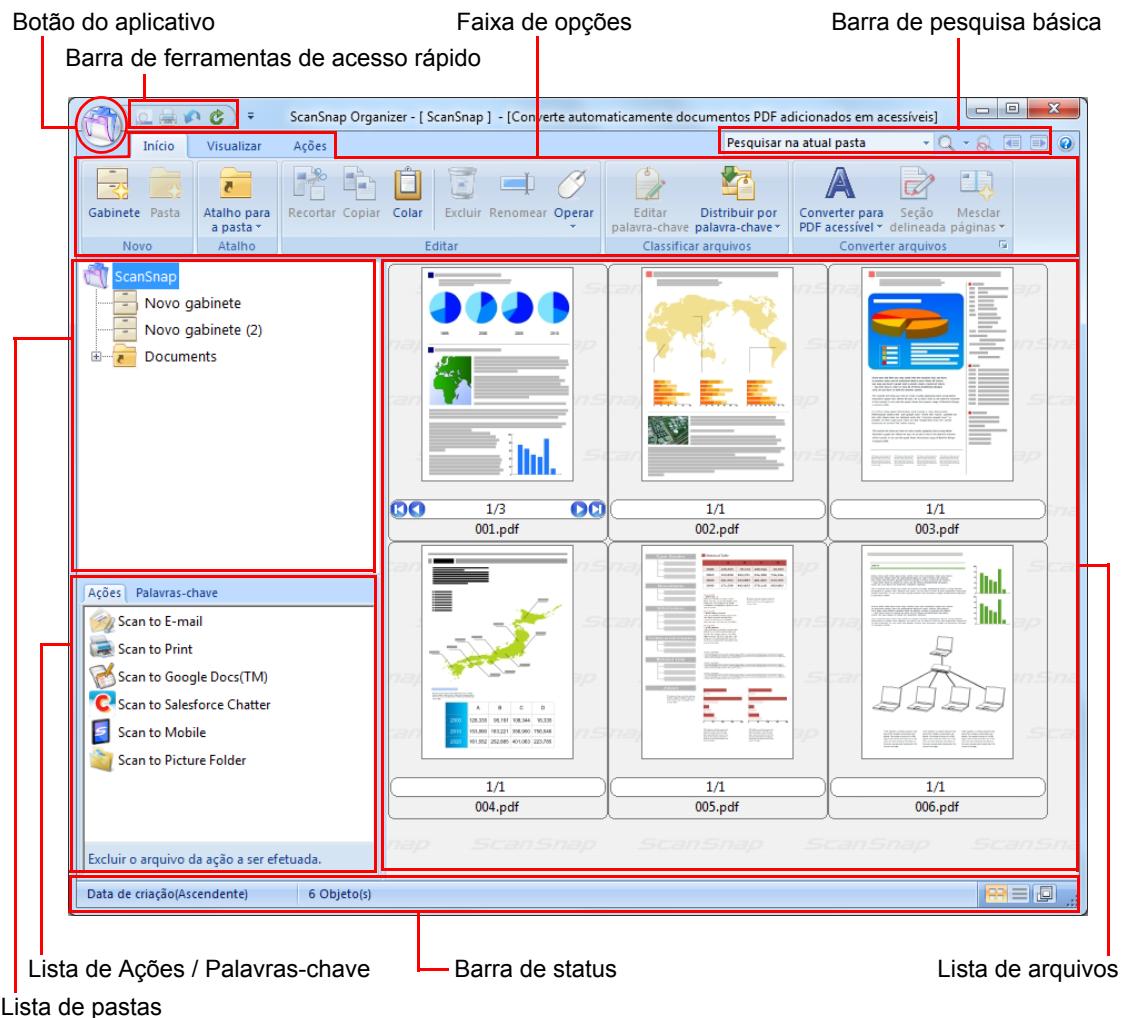 Botão do aplicativo
Faixa de opções
Barra de pesquisa básica
Barra de ferramentas de acesso rápido
ScanSnap Organizer - [ ScanSnap ] - [Converte automaticamente documentos PDF adicionados em acessíveis]
Início Visualizar Ações
Pesquisar na atual pasta
Gabinete Pasta
Atalho para a pasta
Recortar Copiar Colar
Excluir Renomear Operar
Editar palavra-chave
Distribuir por palavra-chave
Converter para PDF acessível
Seção delineada
Mesclar páginas
Novo
Atalho
Editar
Classificar arquivos
Converter arquivos
ScanSnap
Novo gabinete
Novo gabinete (2)
Documents
1/3
001.pdf
1/1
002.pdf
1/1
003.pdf
Ações Palavras-chave
Scan to E-mail
Scan to Print
Scan to Google Docs(TM)
Scan to Salesforce Chatter
Scan to Mobile
Scan to Picture Folder
Excluir o arquivo da ação a ser efetuada.
A B C D
1/1
004.pdf
1/1
005.pdf
1/1
006.pdf
ScanSnap ScanSnap ScanSnap
Data de criação(Ascendente)
6 Objeto(s)
Lista de Ações / Palavras-chave
Barra de status
Lista de arquivos
Lista de pastas